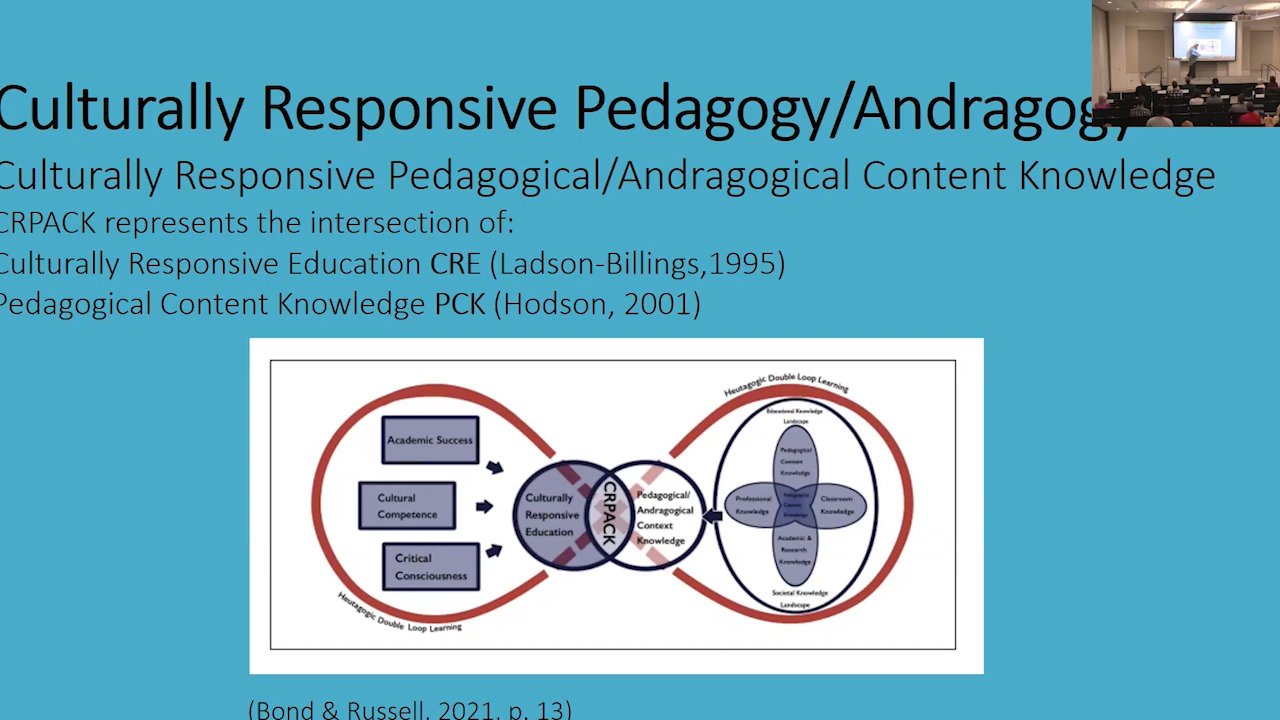 Culturally Responsive Pedagogy/Andragogy
Culturally Responsive Pedagogical/Andragogical Content Knowledge
CRPACK represents the intersection of:
Culturally Responsive Education CRE (Ladson-Billings,1995)
Pedagogical Content Knowledge PCK (Hodson, 2001)
Academic Success
Cultural
Competence
Critical
Consciousness
Heutagogic Double Loop Learning
Culturally
Responsive
Education
CRPACK
Pedagogical/
Andragogical
Context
Knowledge
Heutagogic Double Loop Learning
Educational Knowledge
Landscape
Pedagogical
Content
Knowledge
Professional
Knowledge
Classroom
Knowledge
Academic &
Research
Knowledge
Societal Knowledge
Landscape
(Bond & Russell, 2021, p. 13)